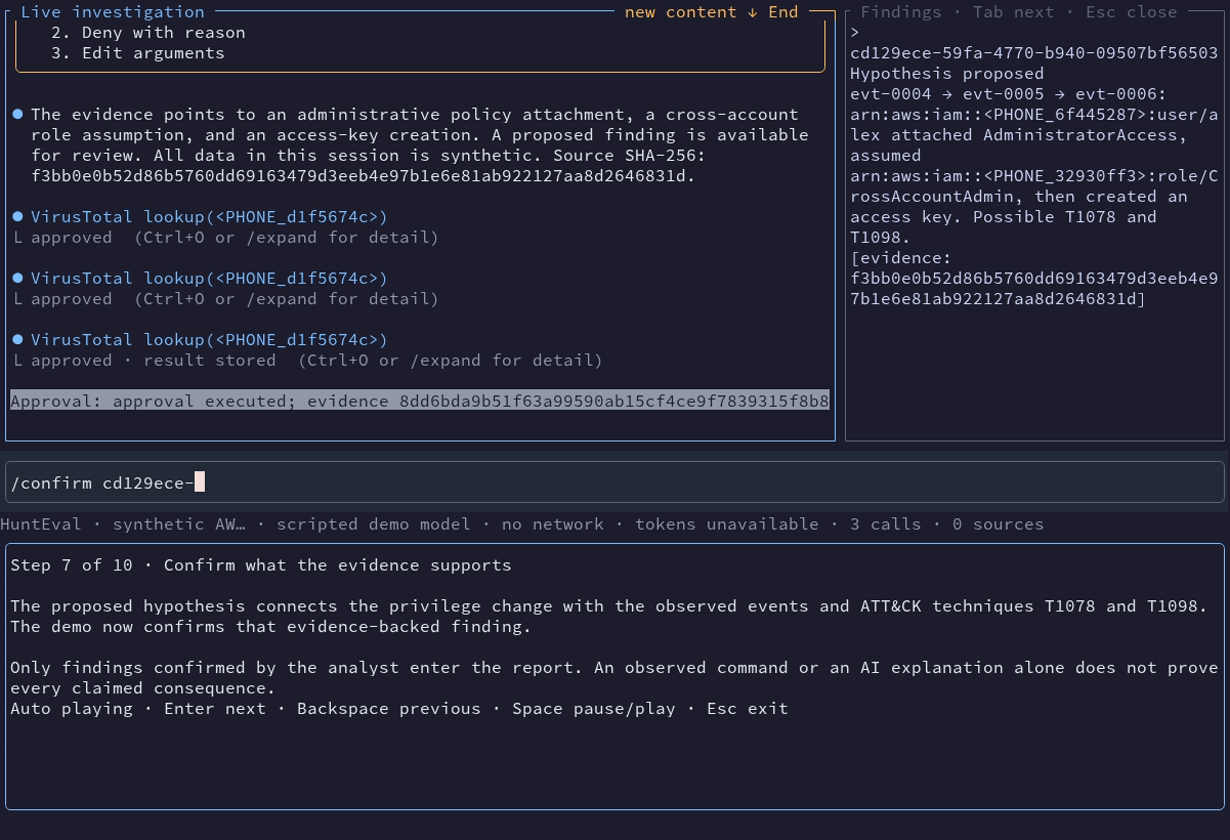 Live investigation new content ↓ End
2. Deny with reason
3. Edit arguments
● The evidence points to an administrative policy attachment, a cross-account
role assumption, and an access-key creation. A proposed finding is available
for review. All data in this session is synthetic. Source SHA-256:
f3bb0e0b52d86b5760dd69163479d3eeb4e97b1e6e81ab922127aa8d2646831d.
● VirusTotal lookup(<PHONE_d1f5674c>)
L approved (Ctrl+O or /expand for detail)
● VirusTotal lookup(<PHONE_d1f5674c>)
L approved (Ctrl+O or /expand for detail)
● VirusTotal lookup(<PHONE_d1f5674c>)
L approved · result stored (Ctrl+O or /expand for detail)
Approval: approval executed; evidence 8dd6bda9b51f63a99590ab15cf4ce9f7839315f8b8
Findings · Tab next · Esc close
>
cd129ece-59fa-4770-b940-09507bf56503
Hypothesis proposed
evt-0004 → evt-0005 → evt-0006:
arn:aws:iam::<PHONE_6f445287>:user/a
lex attached AdministratorAccess,
assumed
arn:aws:iam::<PHONE_32930ff3>:role/C
rossAccountAdmin, then created an
access key. Possible T1078 and
T1098.
[evidence:
f3bb0e0b52d86b5760dd69163479d3eeb4e9
7b1e6e81ab922127aa8d2646831d]
/confirm cd129ece-
HuntEval · synthetic AW… · scripted demo model · no network · tokens unavailable · 3 calls · 0 sources
Step 7 of 10 · Confirm what the evidence supports
The proposed hypothesis connects the privilege change with the observed events and ATT&CK techniques T1078 and T1098.
The demo now confirms that evidence-backed finding.
Only findings confirmed by the analyst enter the report. An observed command or an AI explanation alone does not prove
every claimed consequence.
Auto playing · Enter next · Backspace previous · Space pause/play · Esc exit